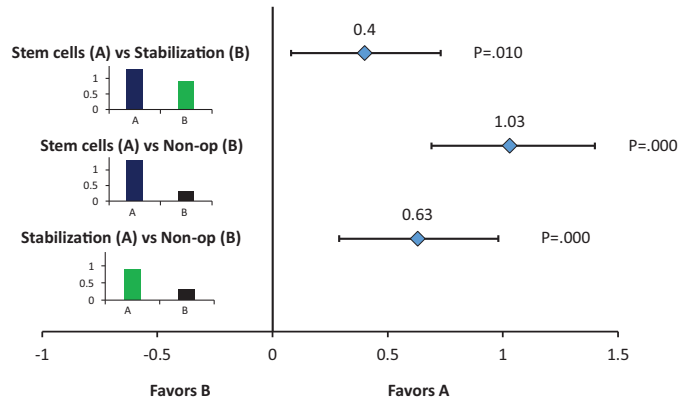 0.4
Stem cells (A) vs Stabilization (B)
P=.010
1
0.5
0
A B
1.03
Stem cells (A) vs Non-op (B)
P=.000
1
0.5
0
A B
0.63
Stabilization (A) vs Non-op (B)
P=.000
1
0.5
0
A B
-1 -0.5 0 0.5 1 1.5
Favors B Favors A